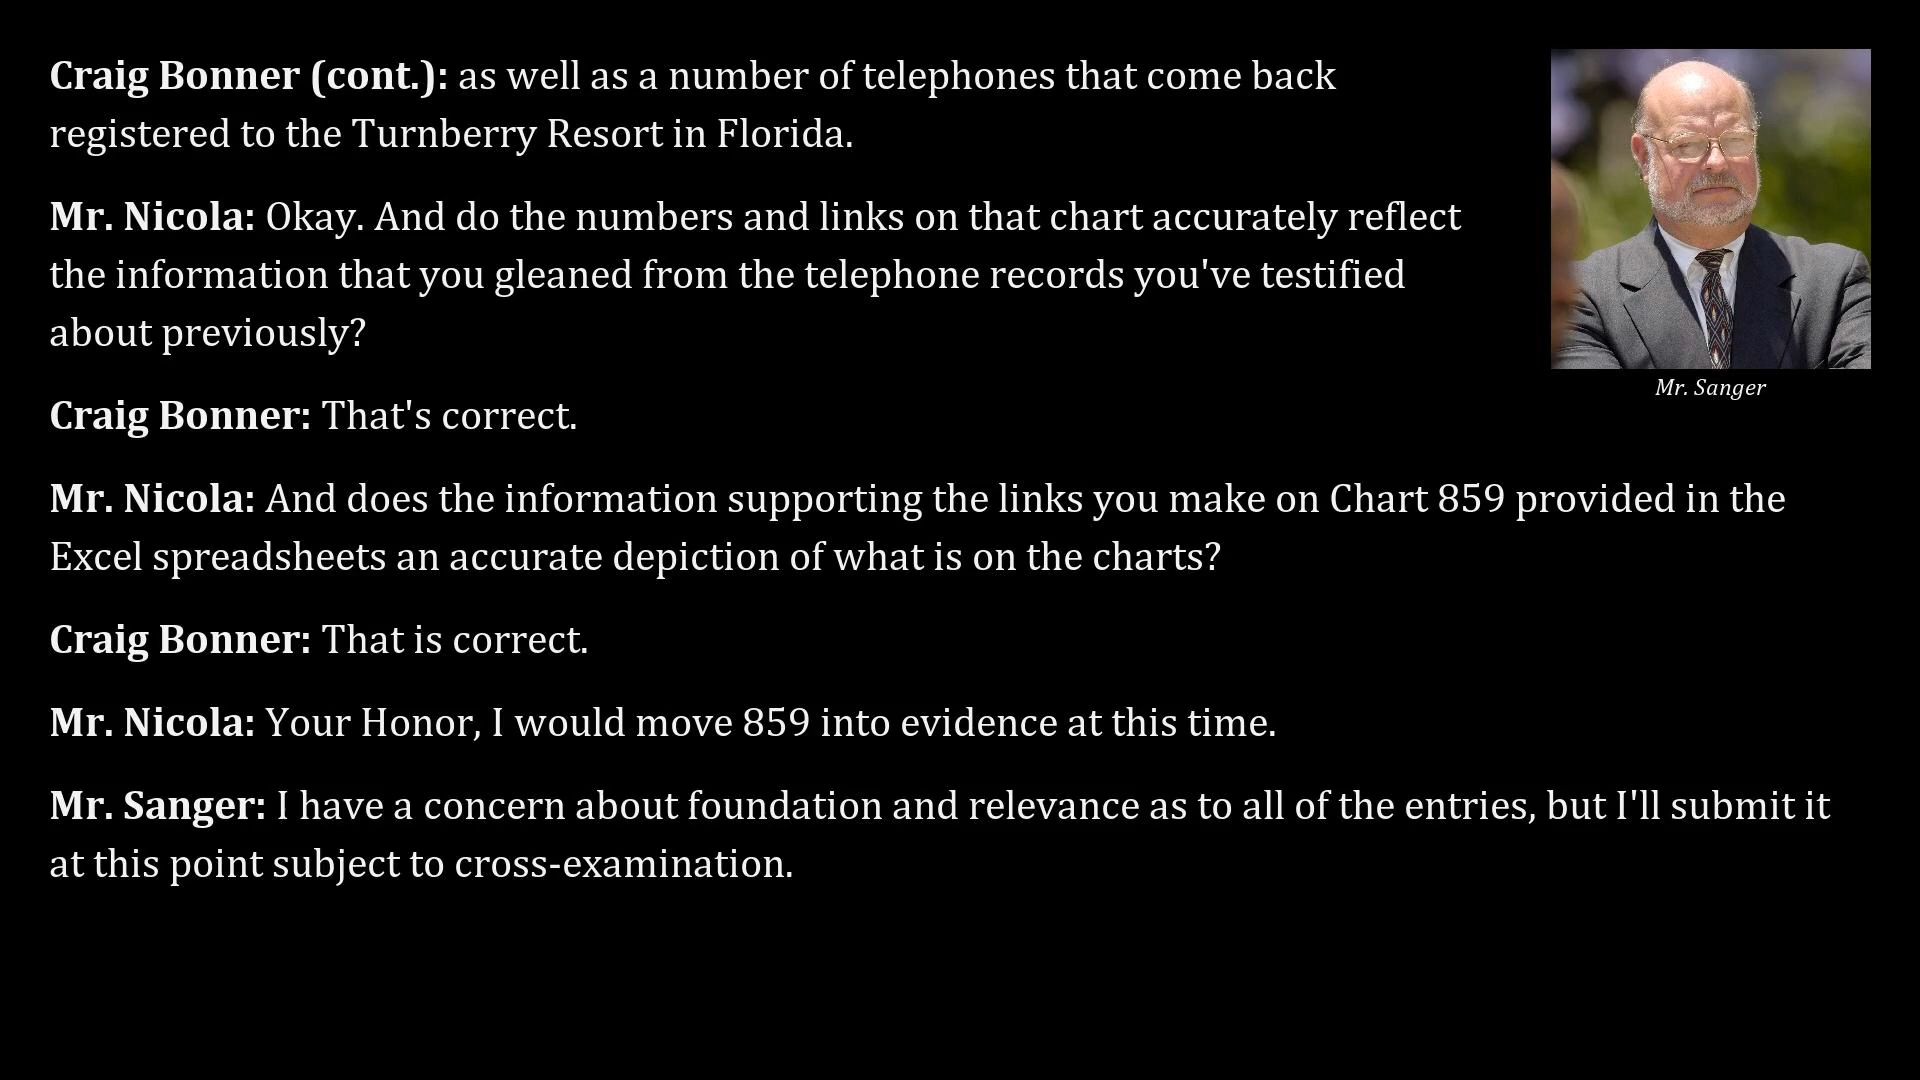 Craig Bonner (cont.): as well as a number of telephones that come back
registered to the Turnberry Resort in Florida.
Mr. Nicola: Okay. And do the numbers and links on that chart accurately reflect
the information that you gleaned from the telephone records you've testified
about previously?
Craig Bonner: That's correct.
Mr. Nicola: And does the information supporting the links you make on Chart 859 provided in the
Excel spreadsheets an accurate depiction of what is on the charts?
Craig Bonner: That is correct.
Mr. Nicola: Your Honor, I would move 859 into evidence at this time.
Mr. Sanger: I have a concern about foundation and relevance as to all of the entries, but I'll submit it
at this point subject to cross-examination.
Mr. Sanger